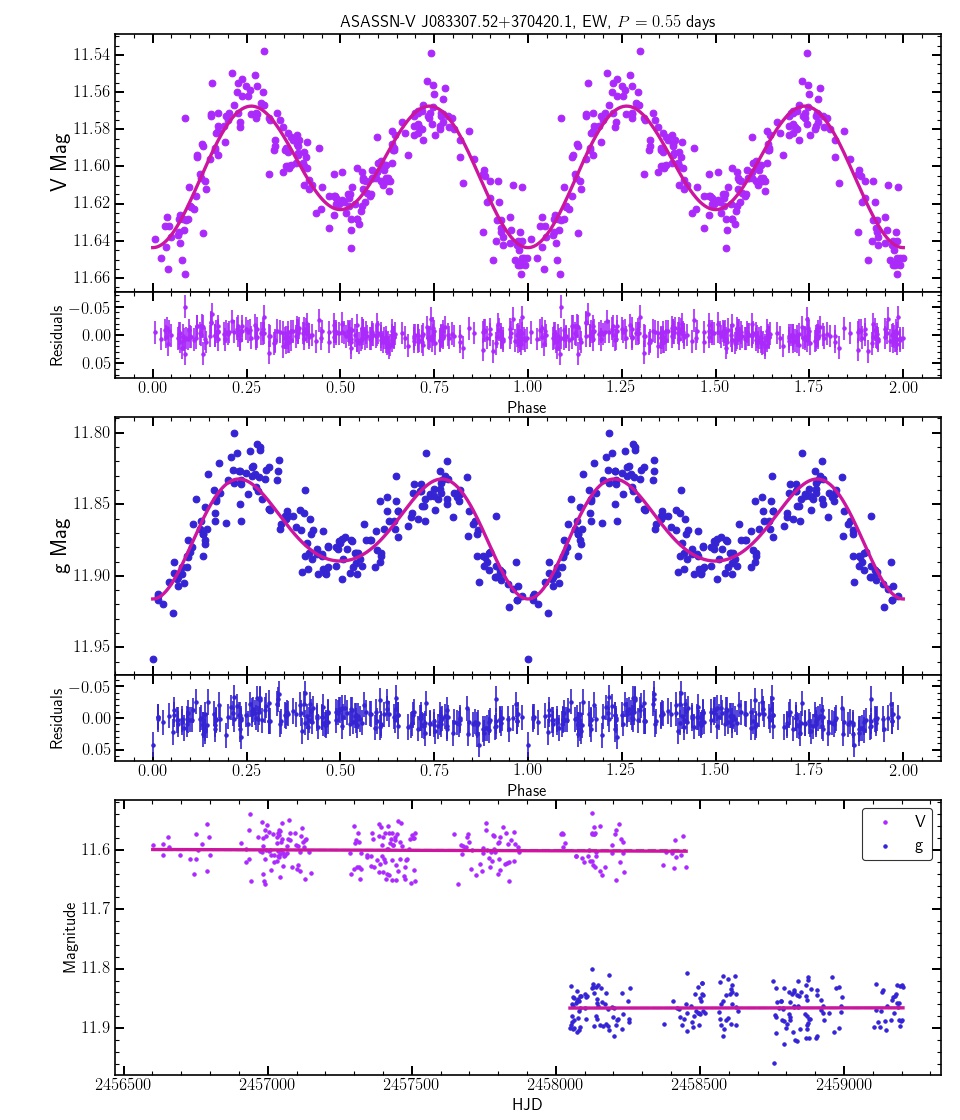 ASASSN-V J083307.52+370420.1, EW, P = 0.55 days
11.54
11.56
11.58
11.60
11.62
11.64
11.66
V Mag
−0.05
0.00
0.05
Residuals
0.00 0.25 0.50 0.75 1.00 1.25 1.50 1.75 2.00
Phase
11.80
11.85
11.90
11.95
g Mag
−0.05
0.00
0.05
Residuals
0.00 0.25 0.50 0.75 1.00 1.25 1.50 1.75 2.00
Phase
V
g
11.6
11.7
11.8
11.9
Magnitude
2456500 2457000 2457500 2458000 2458500 2459000
HJD